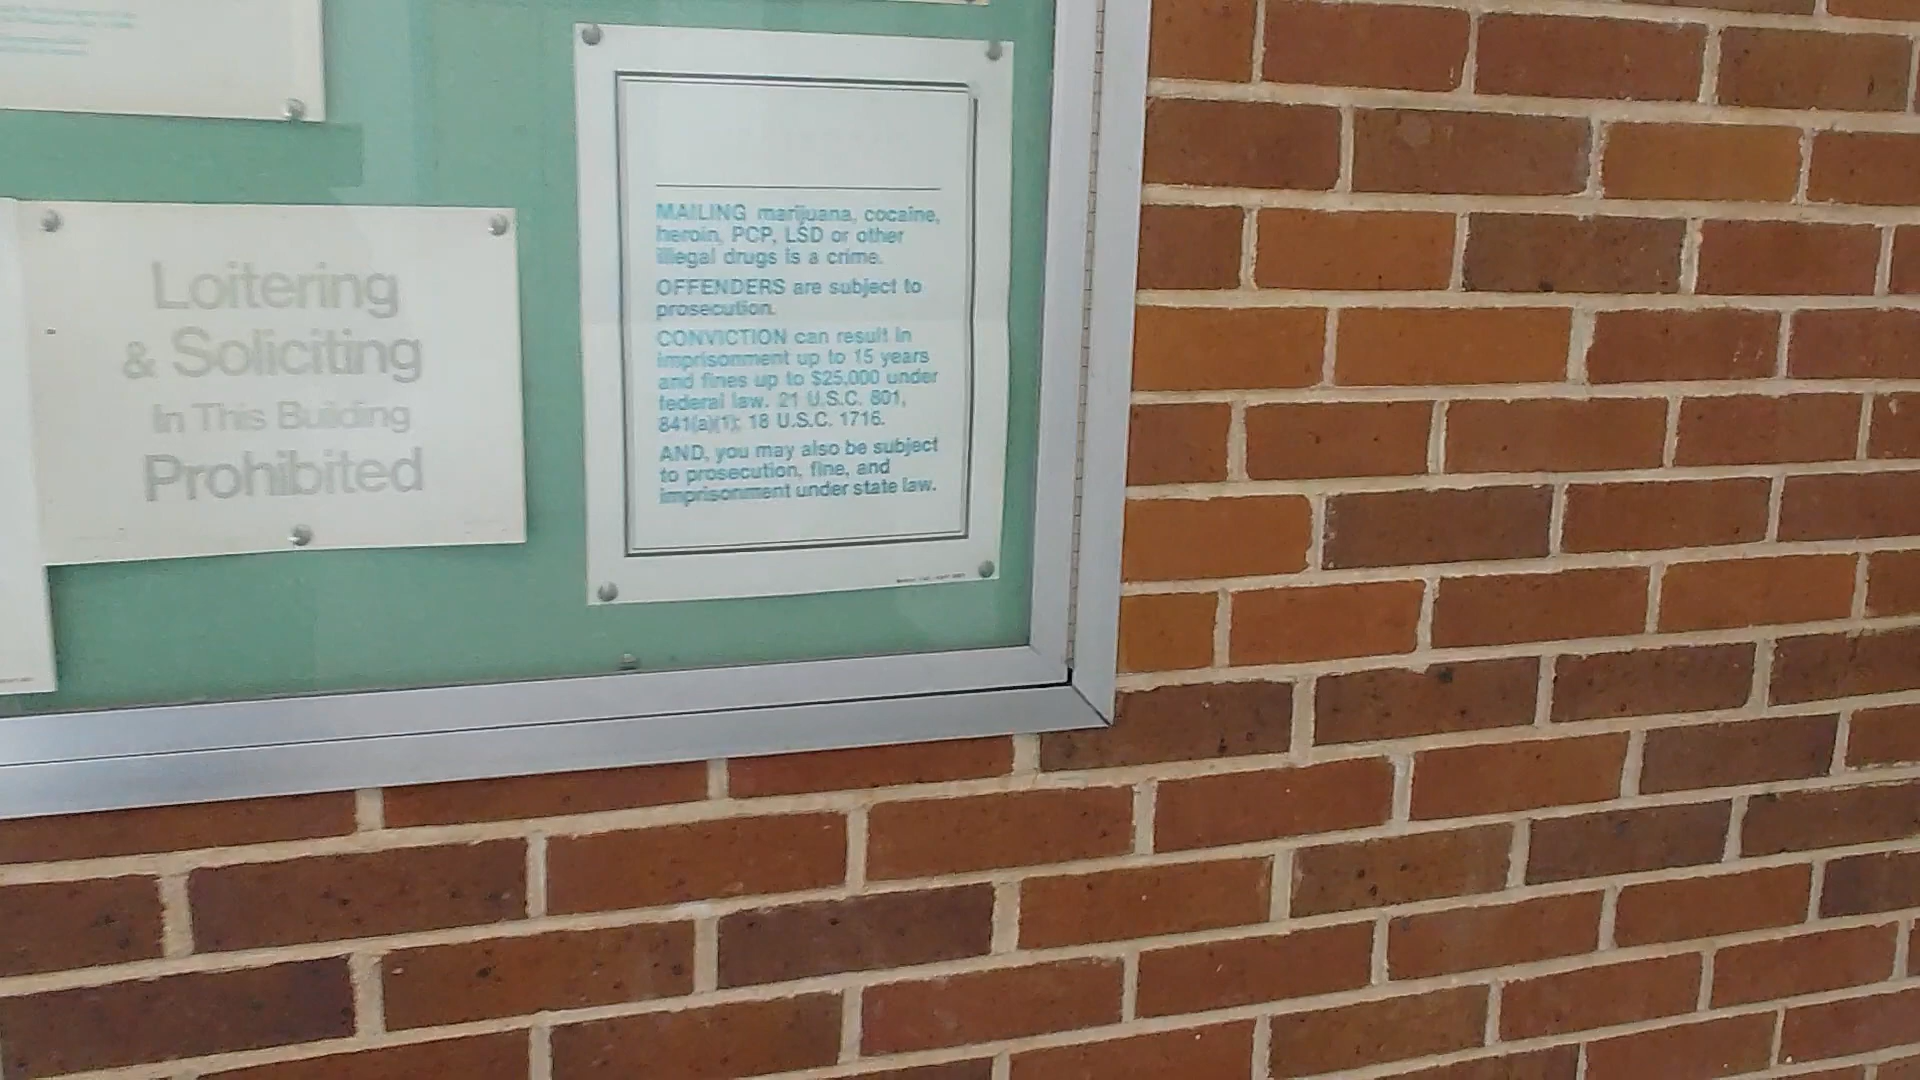 Loitering
& Soliciting
In This Building
Prohibited
MAILING marijuana, cocaine,
heroin, PCP, LSD or other
illegal drugs is a crime.
OFFENDERS are subject to
prosecution.
CONVICTION can result in
imprisonment up to 15 years
and fines up to $25,000 under
federal law. 21 U.S.C. 801,
841(a)(1); 18 U.S.C. 1716.
AND, you may also be subject
to prosecution, fine, and
imprisonment under state law.